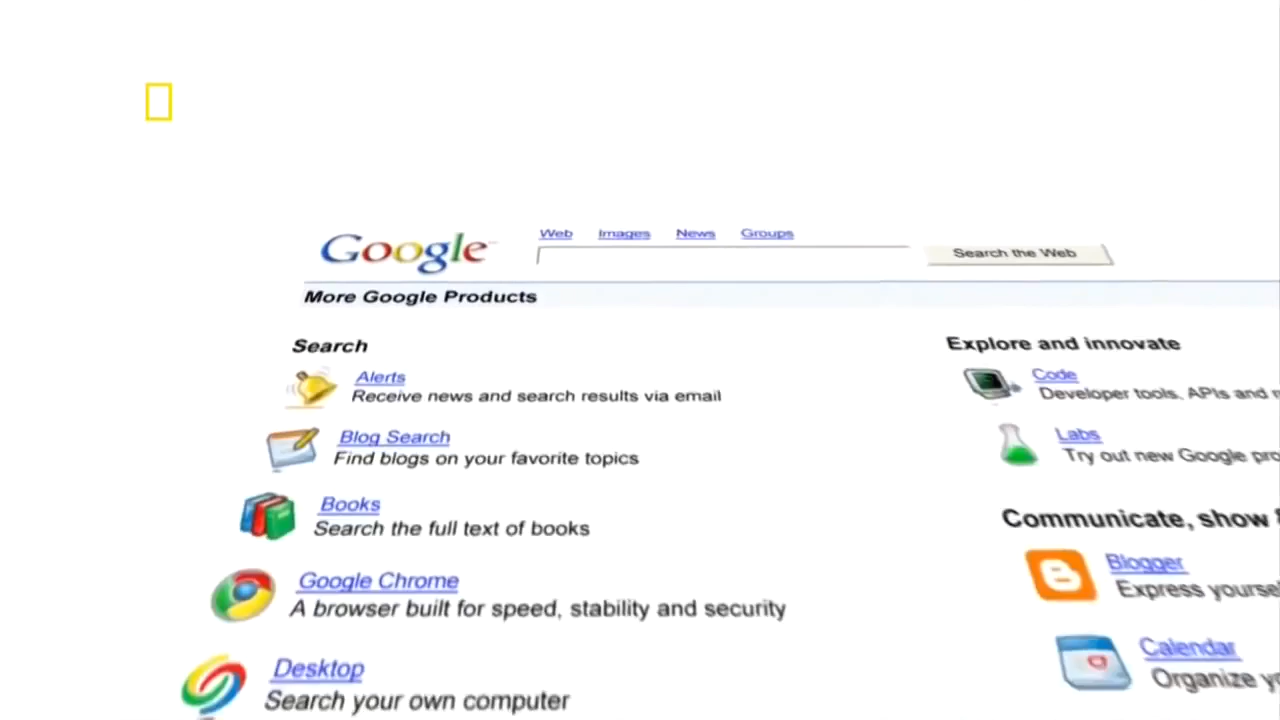 Google
Web Images News Groups
Search the Web
More Google Products
Search
Alerts
Receive news and search results via email
Blog Search
Find blogs on your favorite topics
Books
Search the full text of books
Google Chrome
A browser built for speed, stability and security
Desktop
Search your own computer
Explore and innovate
Code
Developer tools, APIs and
Labs
Try out new Google
Communicate, show
Blogger
Express
Calendar
Organize